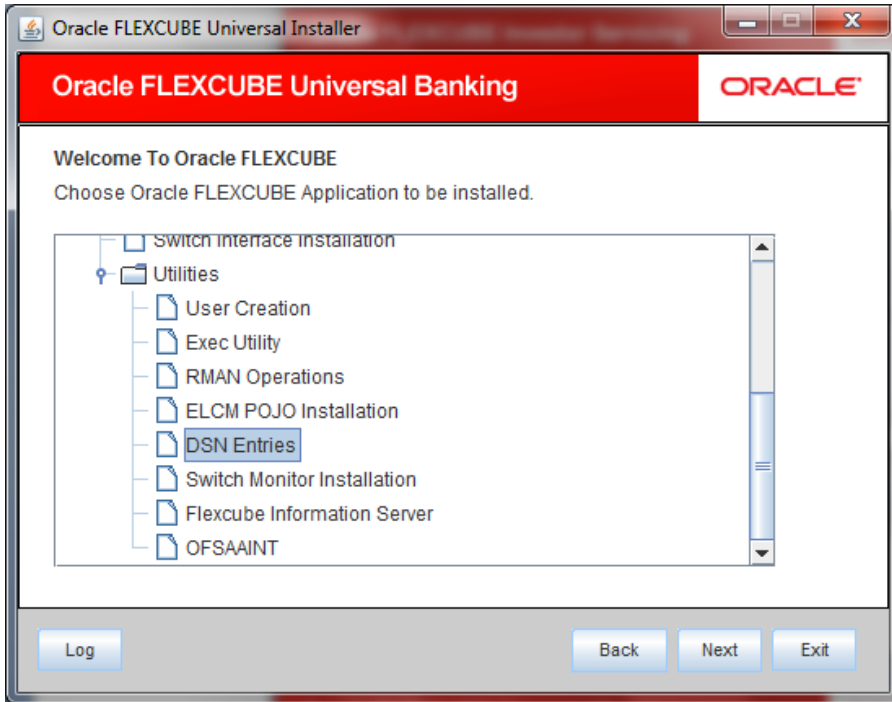 Oracle FLEXCUBE Universal Installer
Oracle FLEXCUBE Universal Banking
ORACLE
Welcome To Oracle FLEXCUBE
Choose Oracle FLEXCUBE Application to be installed.
Switch Interface Installation
Utilities
User Creation
Exec Utility
RMAN Operations
ELCM POJO Installation
DSN Entries
Switch Monitor Installation
Flexcube Information Server
OFSAAINT
Log Back Next Exit